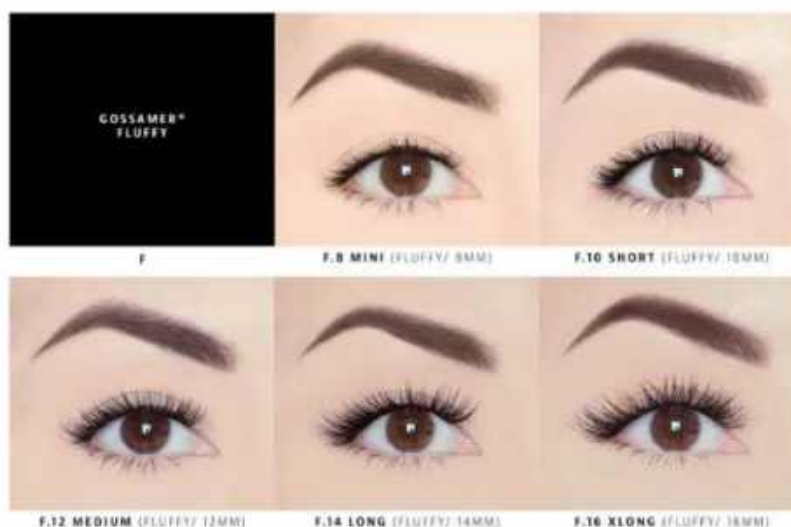 GOSSAMER®
FLUFFY
F
F.8 MINI (FLUFFY/ 8MM)
F.10 SHORT (FLUFFY/ 10MM)
F.12 MEDIUM (FLUFFY/ 12MM)
F.14 LONG (FLUFFY/ 14MM)
F.16 XLONG (FLUFFY/ 16MM)